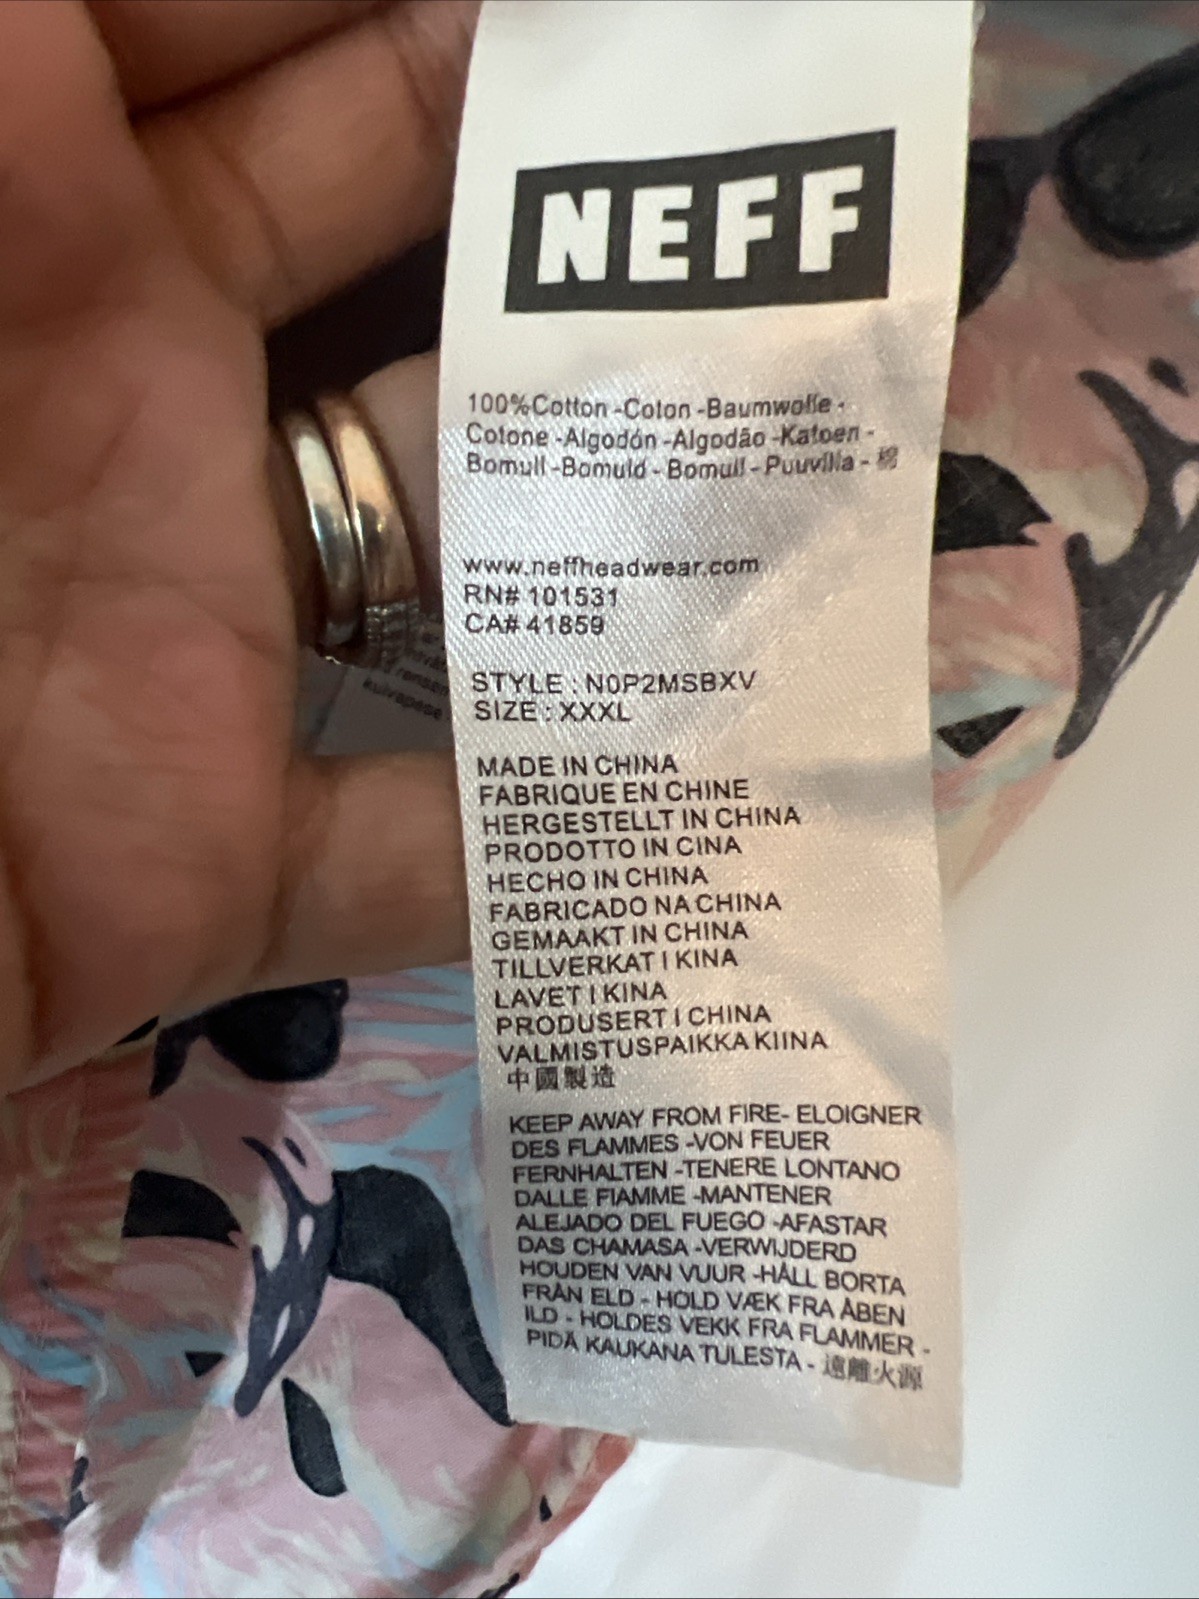 NEFF
100%Cotton -Coton -Baumwolle -
Cotone -Algodón -Algodão -Katoen -
Bomull -Bomuld - Bomull - Puuvilla - 棉
www.neffheadwear.com
RN# 101531
CA# 41859
STYLE : N0P2MSBXV
SIZE : XXXL
MADE IN CHINA
FABRIQUE EN CHINE
HERGESTELLT IN CHINA
PRODOTTO IN CINA
HECHO IN CHINA
FABRICADO NA CHINA
GEMAAKT IN CHINA
TILLVERKAT I KINA
LAVET I KINA
PRODUSERT I CHINA
VALMISTUSPAIKKA KIINA
中國製造
KEEP AWAY FROM FIRE- ELOIGNER
DES FLAMMES -VON FEUER
FERNHALTEN -TENERE LONTANO
DALLE FIAMME -MANTENER
ALEJADO DEL FUEGO -AFASTAR
DAS CHAMASA -VERWIJDERD
HOUDEN VAN VUUR -HÅLL BORTA
FRÅN ELD - HOLD VÆK FRA ÅBEN
ILD - HOLDES VEKK FRA FLAMMER -
PIDÄ KAUKANA TULESTA - 遠離火源